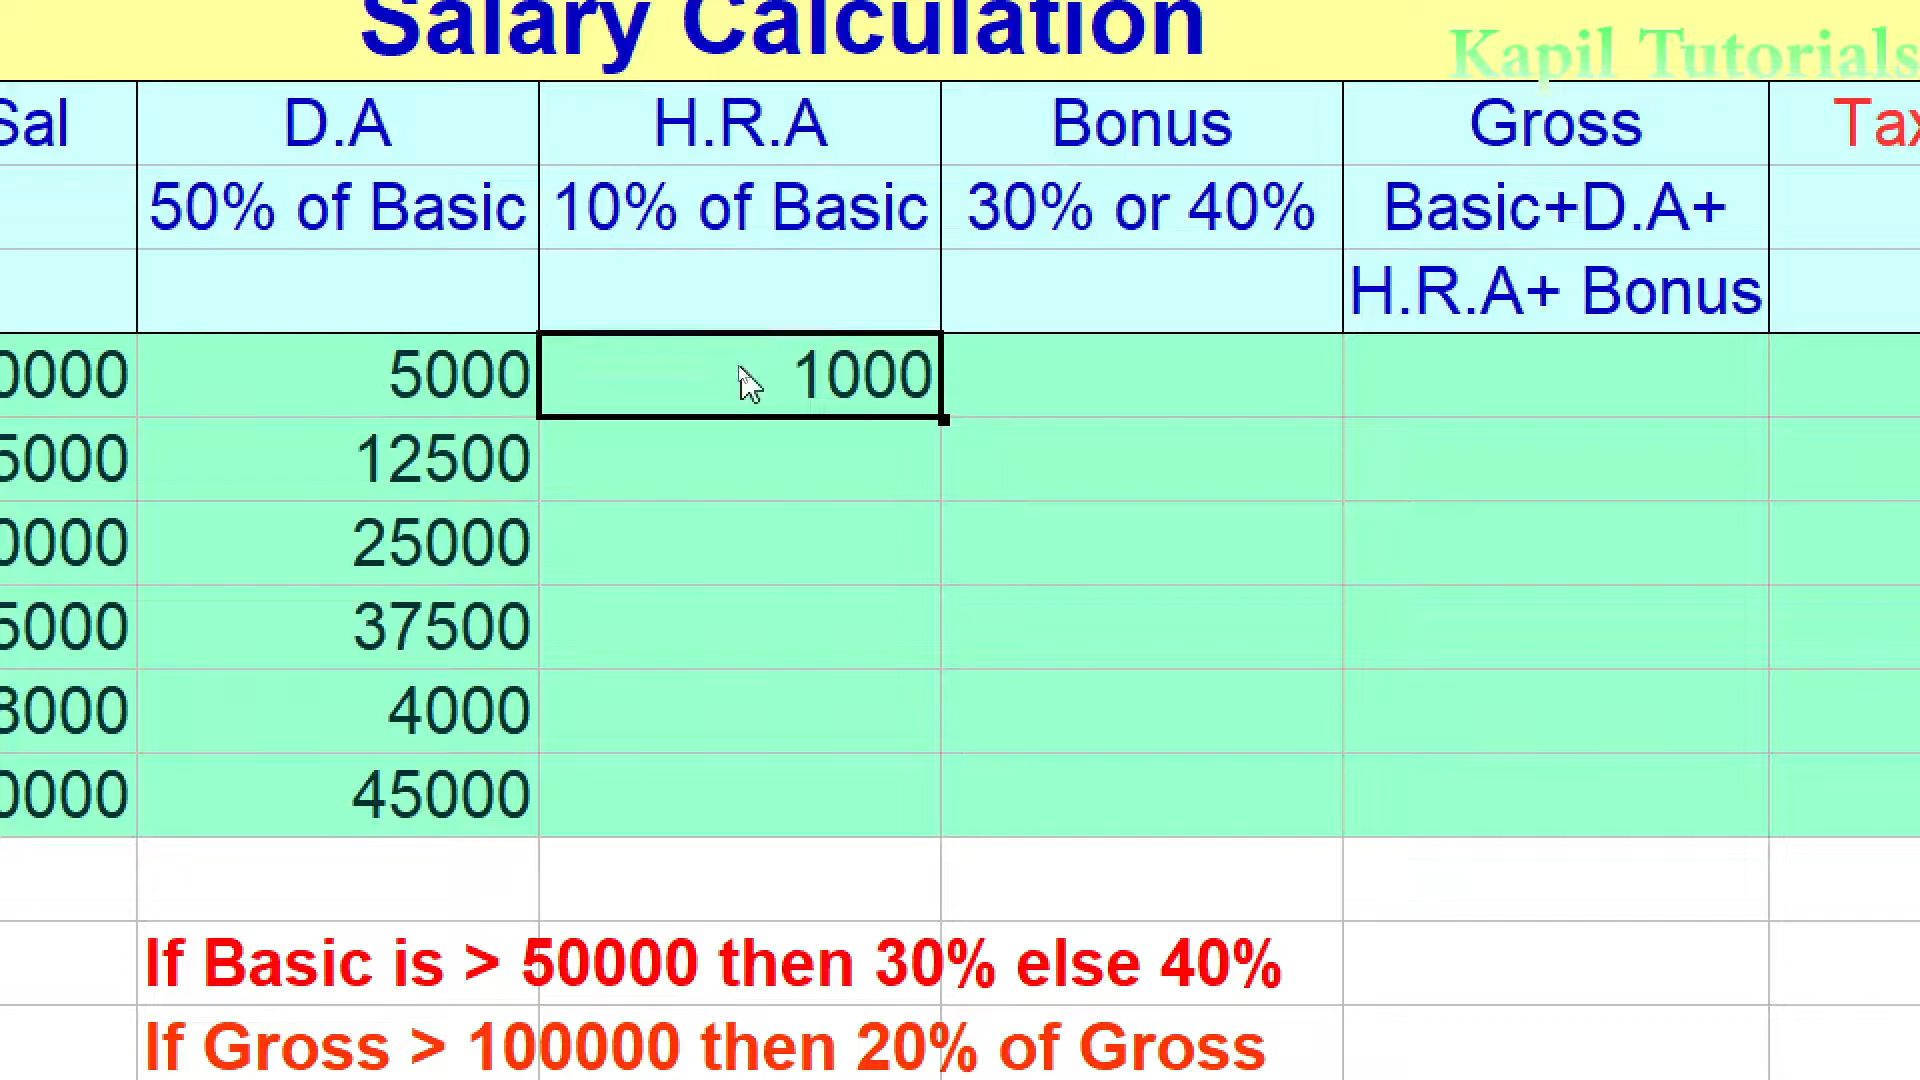 Salary Calculation
Kapil Tutorials
Sal D.A H.R.A Bonus Gross Tax
50% of Basic 10% of Basic 30% or 40% Basic+D.A+
H.R.A+ Bonus
0000 5000 1000
5000 12500
0000 25000
5000 37500
8000 4000
0000 45000
If Basic is > 50000 then 30% else 40%
If Gross > 100000 then 20% of Gross